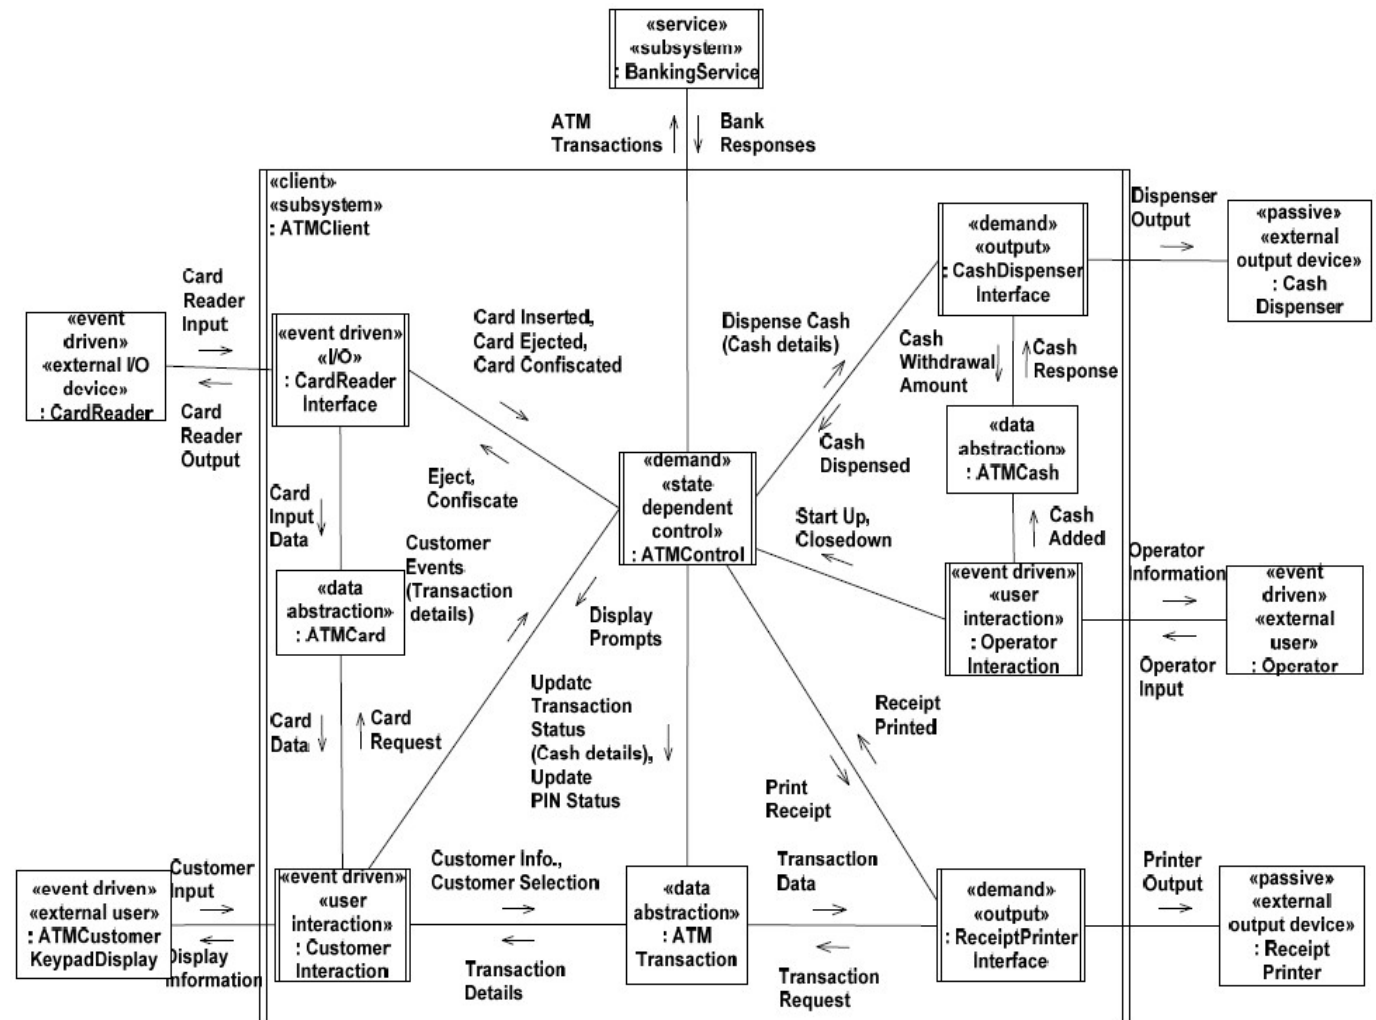 «service»
«subsystem»
: BankingService
ATM
Transactions
Bank
Responses
«client»
«subsystem»
: ATMClient
Dispenser
Output
«demand»
«output»
: CashDispenser
Interface
«passive»
«external
output device»
: Cash
Dispenser
Card
Reader
Input
«event
driven»
«external I/O
device»
: CardReader
Card
Reader
Output
«event driven»
«I/O»
: CardReader
Interface
Card Inserted,
Card Ejected,
Card Confiscated
Eject,
Confiscate
Dispense Cash
(Cash details)
Cash
Dispensed
Cash
Withdrawal
Amount
Cash
Response
«data
abstraction»
: ATMCash
«demand»
«state
dependent
control»
: ATMControl
Start Up,
Closedown
Cash
Added
Card
Input
Data
«data
abstraction»
: ATMCard
Customer
Events
(Transaction
details)
Display
Prompts
«event driven»
«user
interaction»
: Operator
Interaction
Operator
Information
Operator
Input
«event
driven»
«external
user»
: Operator
Card
Data
Card
Request
Update
Transaction
Status
(Cash details),
Update
PIN Status
Receipt
Printed
Print
Receipt
«event driven»
«external user»
: ATMCustomer
KeypadDisplay
Customer
Input
Display
Information
«event driven»
«user
interaction»
: Customer
Interaction
Customer Info.,
Customer Selection
Transaction
Details
«data
abstraction»
: ATM
Transaction
Transaction
Data
Transaction
Request
«demand»
«output»
: ReceiptPrinter
Interface
Printer
Output
«passive»
«external
output device»
: Receipt
Printer